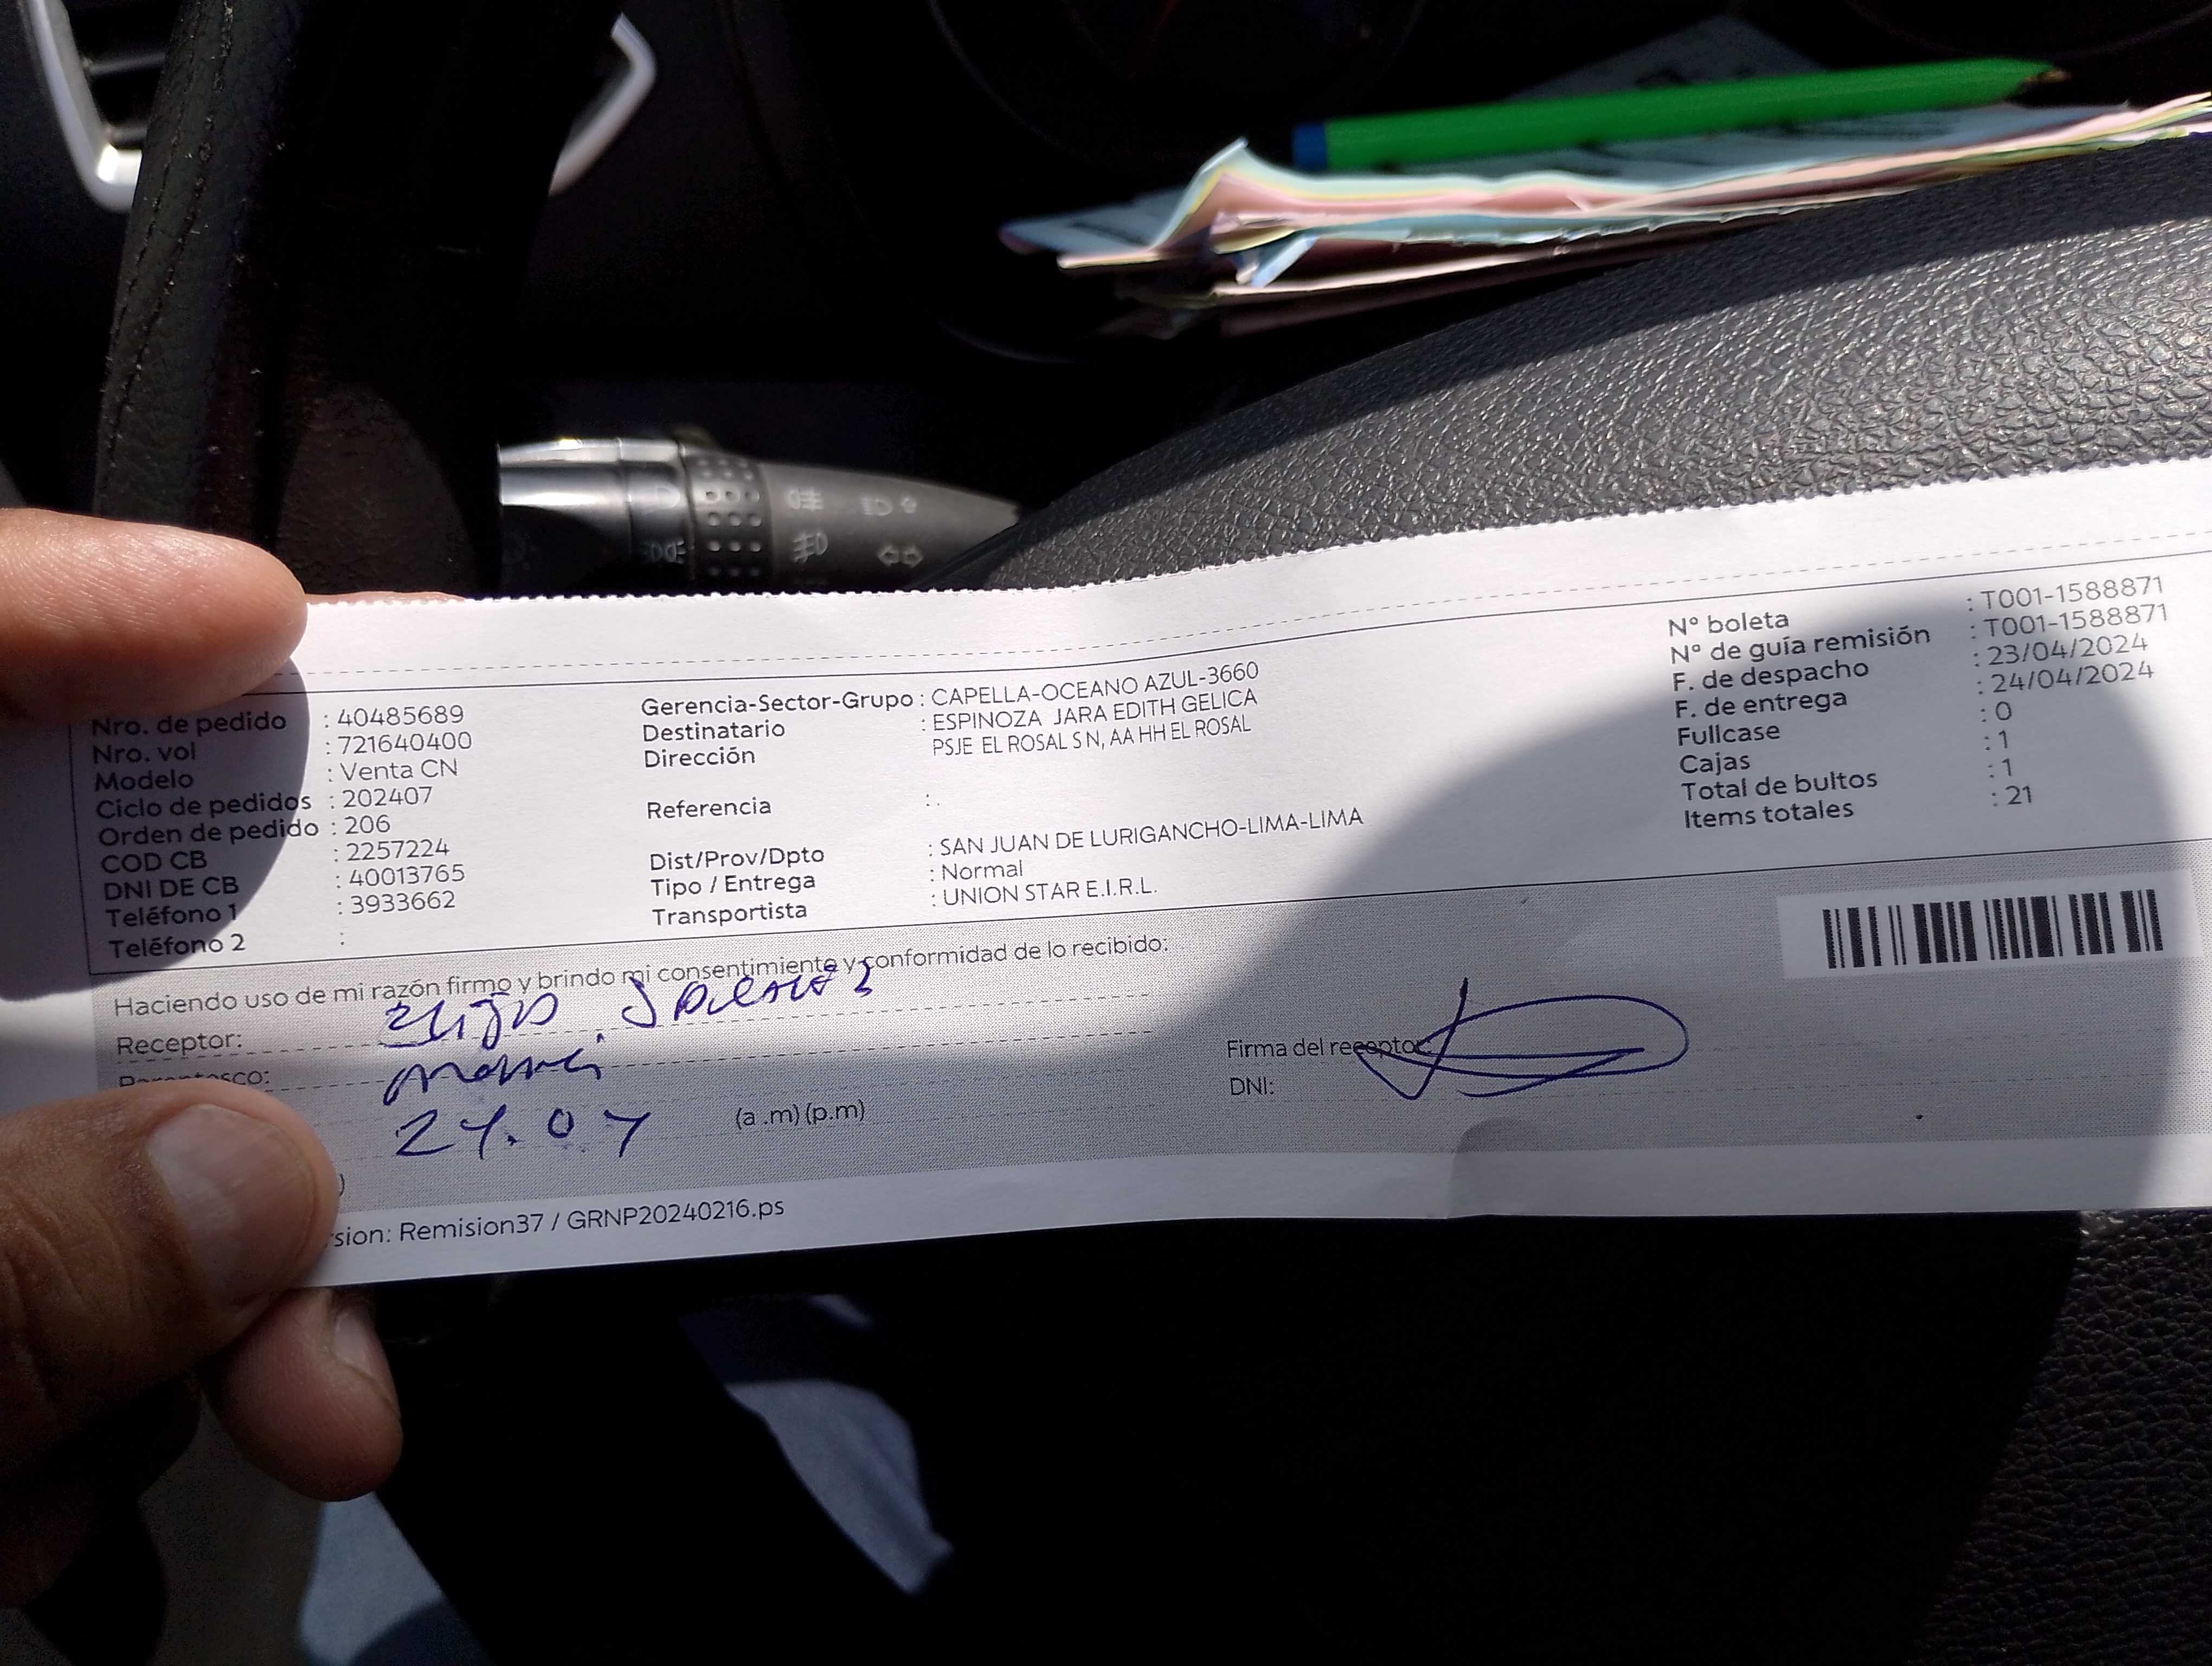 Nro. de pedido : 40485689
Nro. vol : 721640400
Modelo : Venta CN
Ciclo de pedidos : 202407
Orden de pedido : 206
COD CB : 2257224
DNI DE CB : 40013765
Teléfono 1 : 3933662
Teléfono 2 :
Gerencia-Sector-Grupo : CAPELLA-OCEANO AZUL-3660
Destinatario : ESPINOZA JARA EDITH GELICA
Dirección PSJE EL ROSAL S N, AA HH EL ROSAL
Referencia : .
Dist/Prov/Dpto : SAN JUAN DE LURIGANCHO-LIMA-LIMA
Tipo / Entrega : Normal
Transportista : UNION STAR E.I.R.L.
N° boleta : T001-1588871
N° de guía remisión : T001-1588871
F. de despacho : 23/04/2024
F. de entrega : 24/04/2024
Fullcase : 0
Cajas : 1
Total de bultos : 1
Items totales : 21
Haciendo uso de mi razón firmo y brindo mi consentimiento y conformidad de lo recibido:
Receptor:
24.04 (a .m) (p.m)
Firma del receptor:
DNI:
)
sion: Remision37 / GRNP20240216.ps